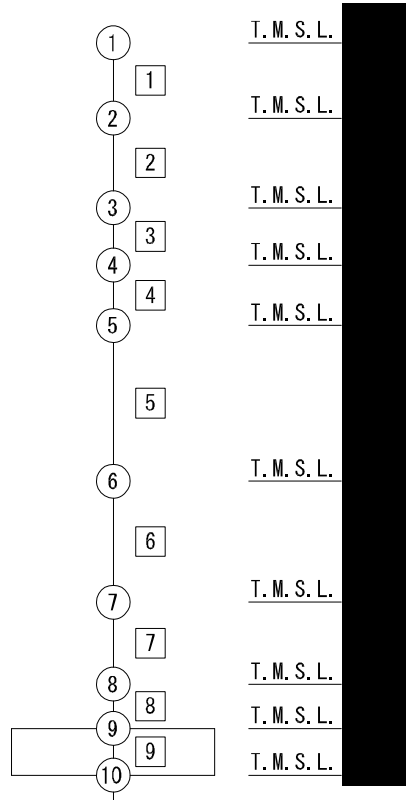 1 T.M.S.L.
1
2 T.M.S.L.
2
3 T.M.S.L.
3
4 T.M.S.L.
4
5 T.M.S.L.
5
6 T.M.S.L.
6
7 T.M.S.L.
7
8 T.M.S.L.
8
9 T.M.S.L.
9
10 T.M.S.L.